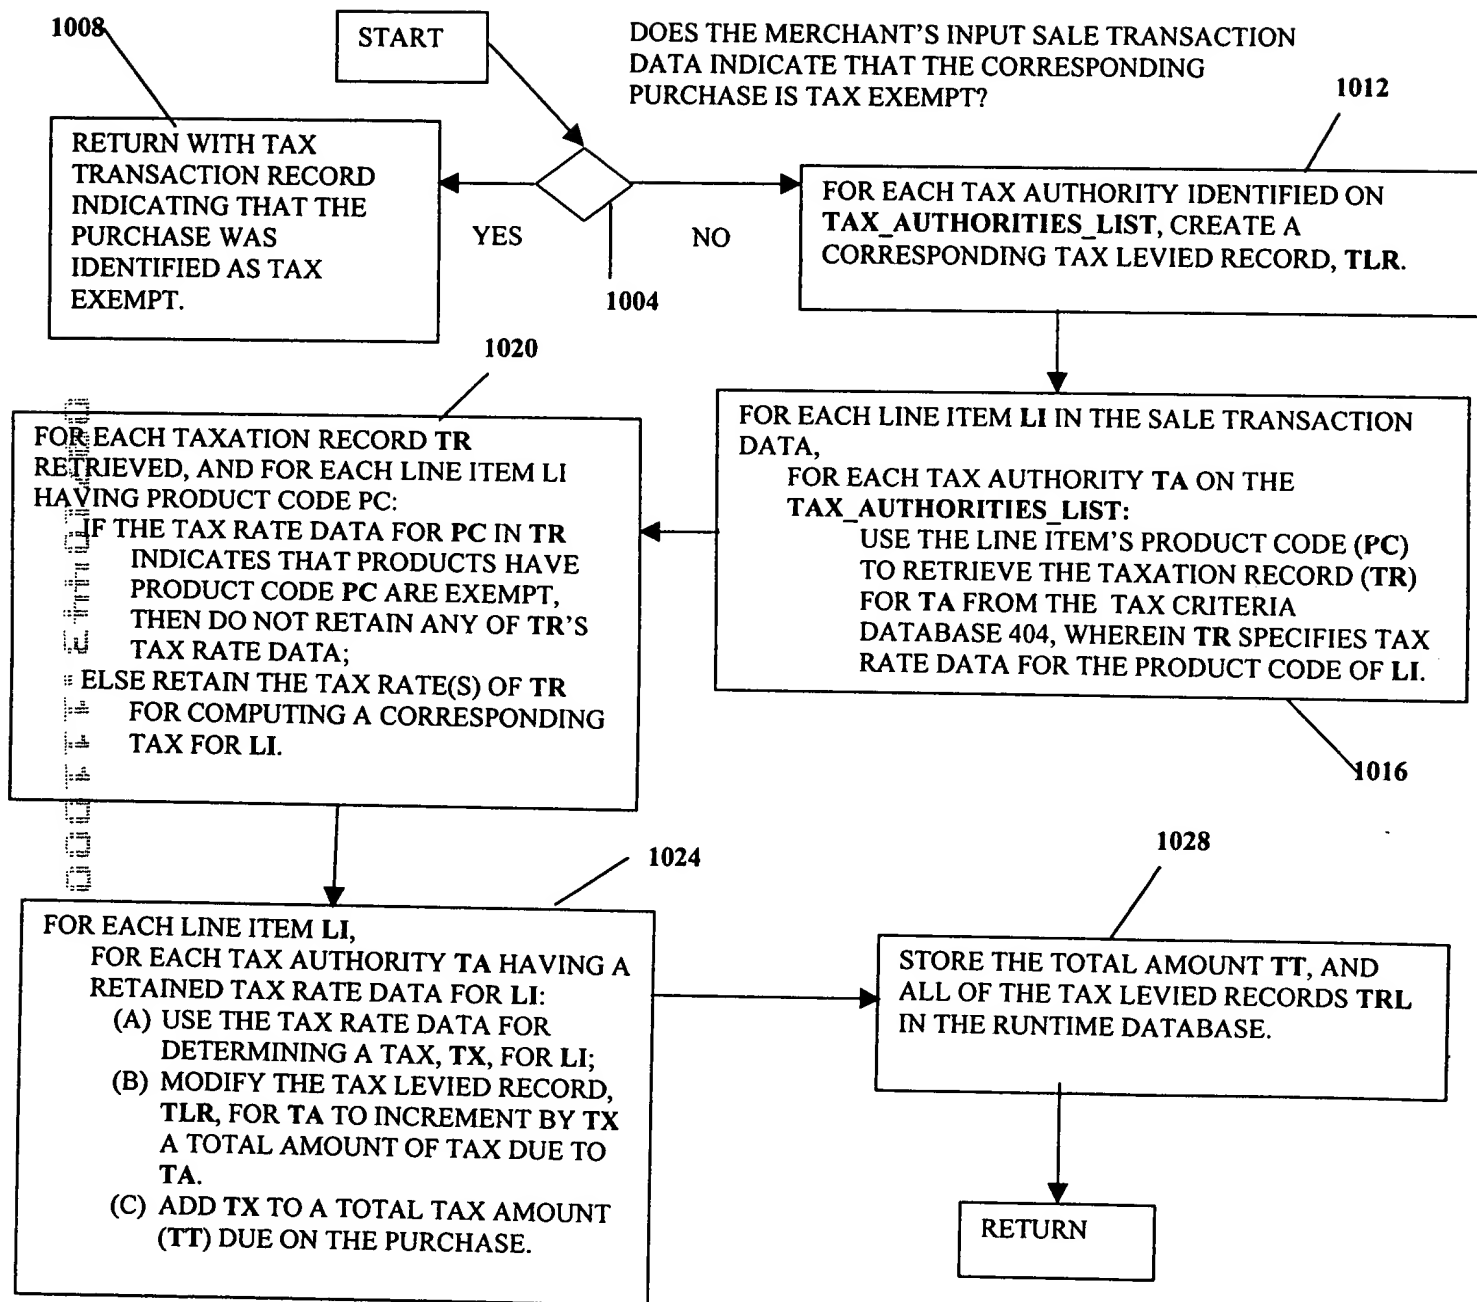 1008
START
DOES THE MERCHANT'S INPUT SALE TRANSACTION
DATA INDICATE THAT THE CORRESPONDING
PURCHASE IS TAX EXEMPT?
1012
RETURN WITH TAX
TRANSACTION RECORD
INDICATING THAT THE
PURCHASE WAS
IDENTIFIED AS TAX
EXEMPT.
YES
NO
1004
FOR EACH TAX AUTHORITY IDENTIFIED ON
TAX_AUTHORITIES_LIST, CREATE A
CORRESPONDING TAX LEVIED RECORD, TLR.
1020
FOR EACH TAXATION RECORD TR
RETRIEVED, AND FOR EACH LINE ITEM LI
HAVING PRODUCT CODE PC:
IF THE TAX RATE DATA FOR PC IN TR
INDICATES THAT PRODUCTS HAVE
PRODUCT CODE PC ARE EXEMPT,
THEN DO NOT RETAIN ANY OF TR'S
TAX RATE DATA;
ELSE RETAIN THE TAX RATE(S) OF TR
FOR COMPUTING A CORRESPONDING
TAX FOR LI.
FOR EACH LINE ITEM LI IN THE SALE TRANSACTION
DATA,
FOR EACH TAX AUTHORITY TA ON THE
TAX_AUTHORITIES_LIST:
USE THE LINE ITEM'S PRODUCT CODE (PC)
TO RETRIEVE THE TAXATION RECORD (TR)
FOR TA FROM THE TAX CRITERIA
DATABASE 404, WHEREIN TR SPECIFIES TAX
RATE DATA FOR THE PRODUCT CODE OF LI.
1016
1024
FOR EACH LINE ITEM LI,
FOR EACH TAX AUTHORITY TA HAVING A
RETAINED TAX RATE DATA FOR LI:
(A) USE THE TAX RATE DATA FOR
DETERMINING A TAX, TX, FOR LI;
(B) MODIFY THE TAX LEVIED RECORD,
TLR, FOR TA TO INCREMENT BY TX
A TOTAL AMOUNT OF TAX DUE TO
TA.
(C) ADD TX TO A TOTAL TAX AMOUNT
(TT) DUE ON THE PURCHASE.
1028
STORE THE TOTAL AMOUNT TT, AND
ALL OF THE TAX LEVIED RECORDS TRL
IN THE RUNTIME DATABASE.
RETURN